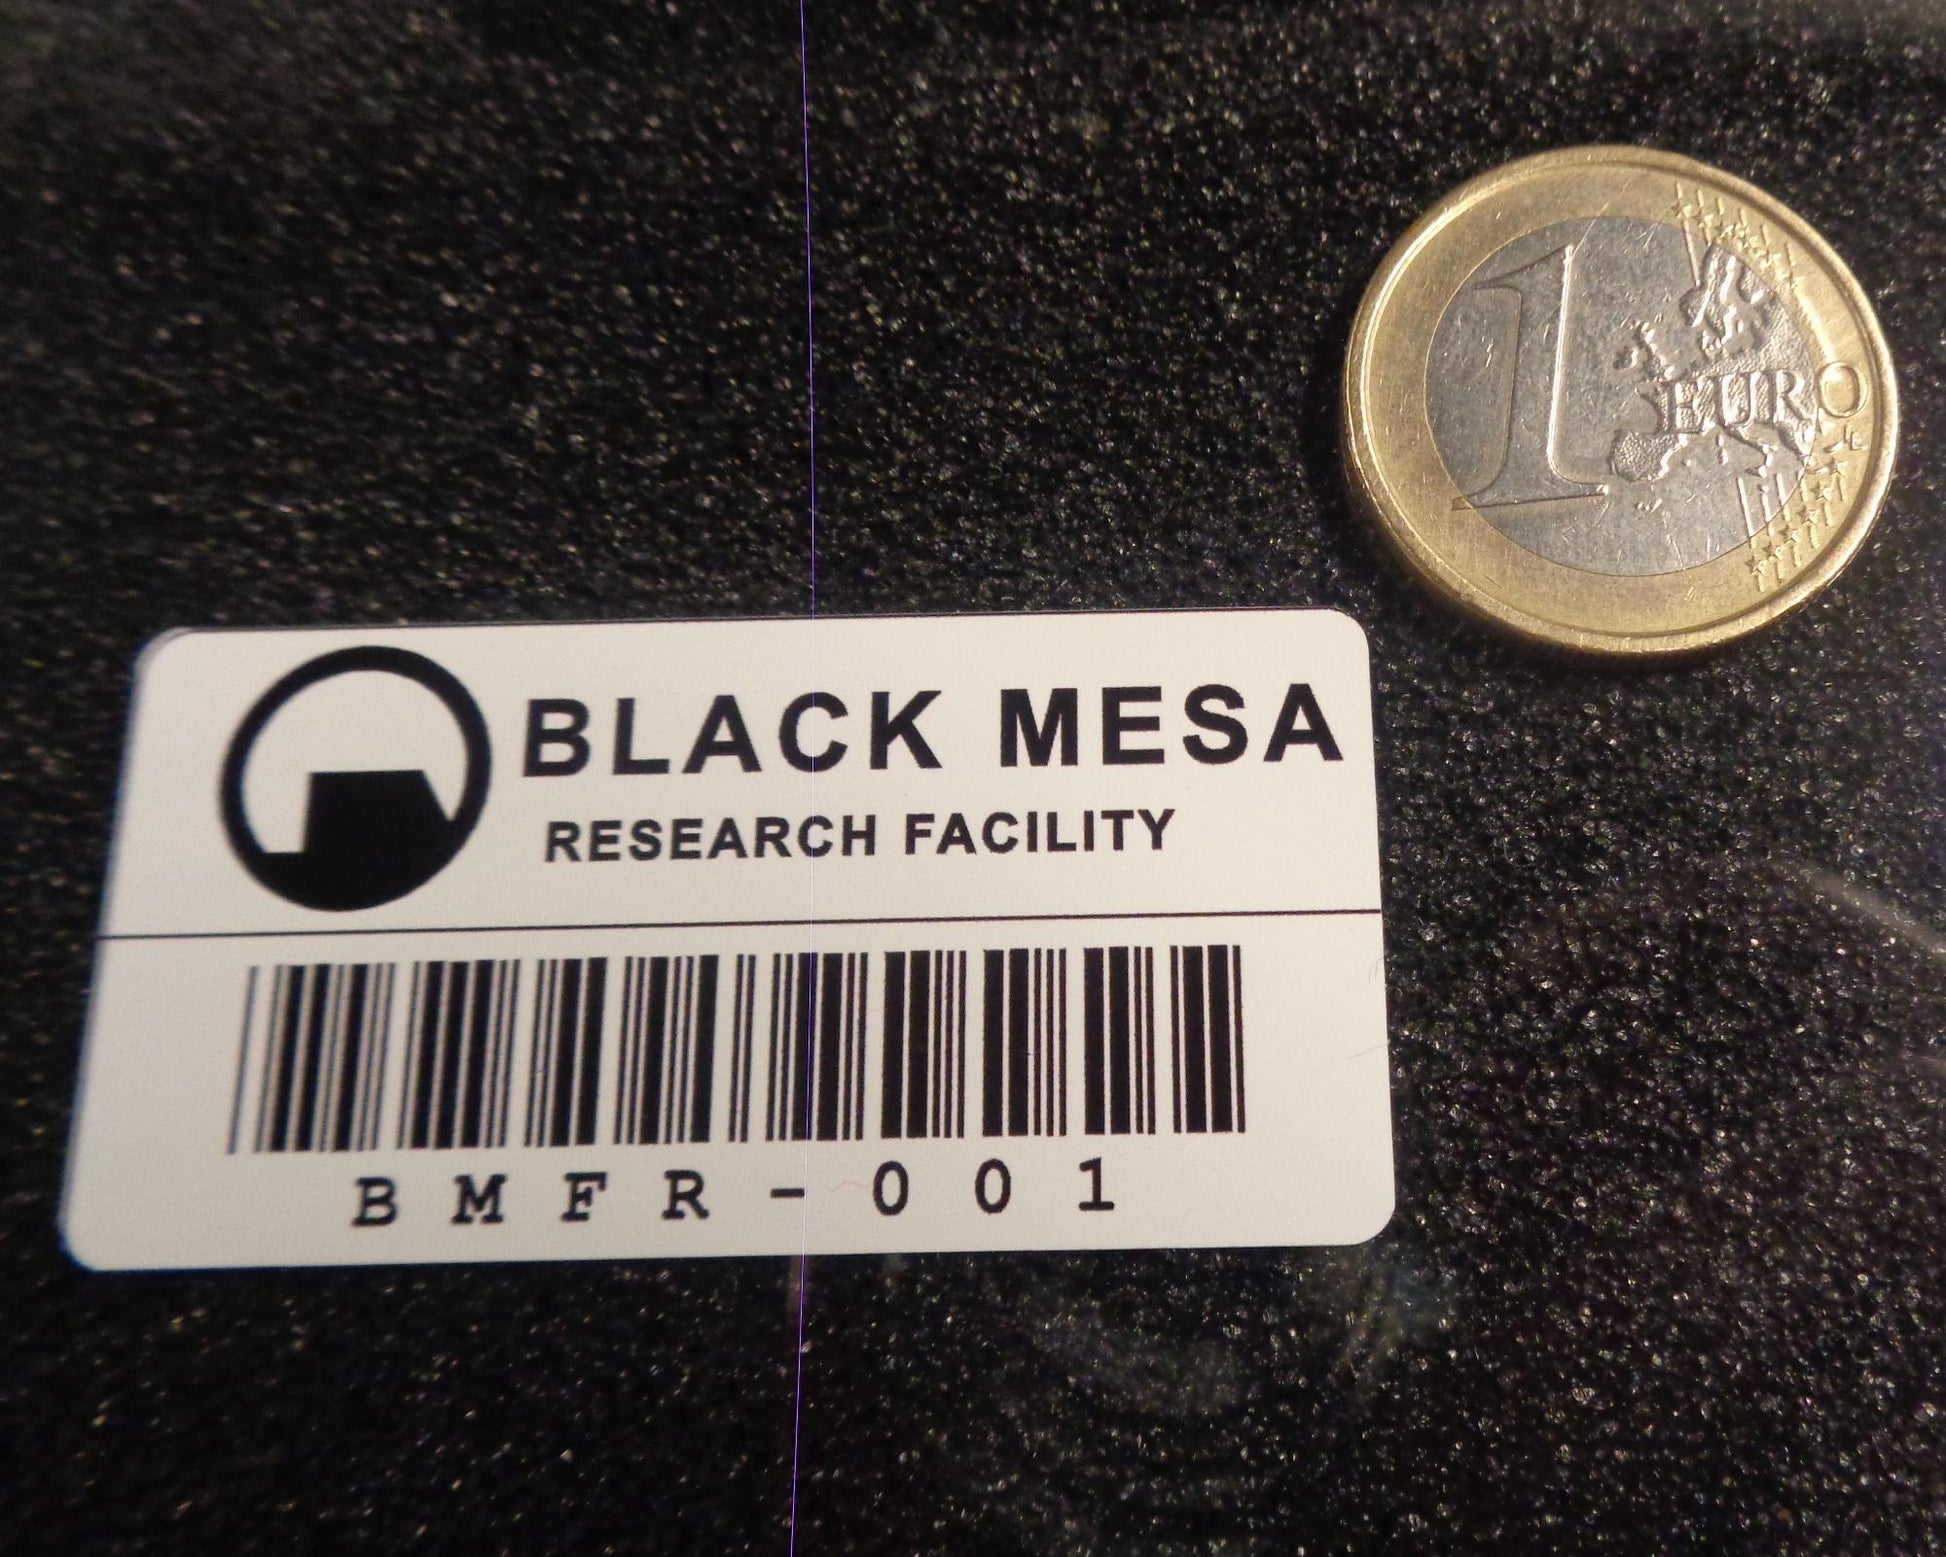 1 EURO
BLACK MESA
RESEARCH FACILITY
BMFR-001